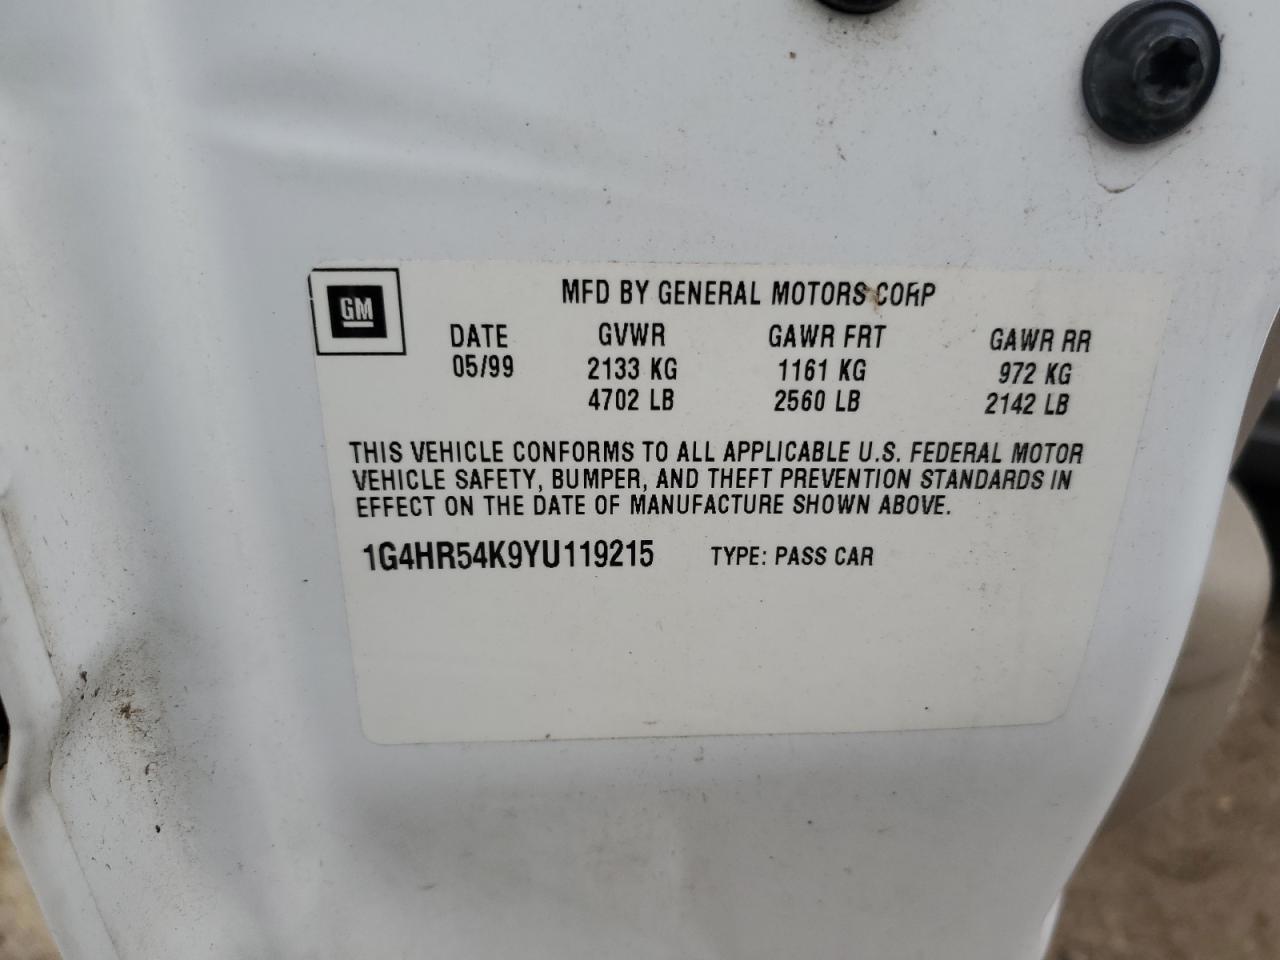 GM
MFD BY GENERAL MOTORS CORP
DATE GVWR GAWR FRT GAWR RR
05/99 2133 KG 1161 KG 972 KG
4702 LB 2560 LB 2142 LB
THIS VEHICLE CONFORMS TO ALL APPLICABLE U.S. FEDERAL MOTOR
VEHICLE SAFETY, BUMPER, AND THEFT PREVENTION STANDARDS IN
EFFECT ON THE DATE OF MANUFACTURE SHOWN ABOVE.
1G4HR54K9YU119215 TYPE: PASS CAR